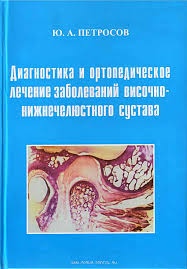 Ю. А. ПЕТРОСОВ
Диагностика и ортопедическое
лечение заболеваний височно-
нижнечелюстного сустава